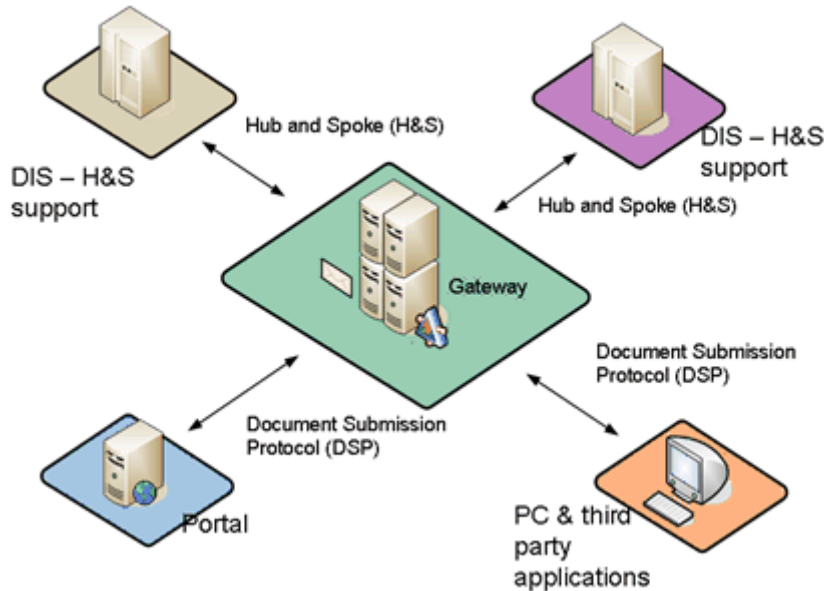 Hub and Spoke (H&S)
DIS – H&S
support
DIS – H&S
support
Hub and Spoke (H&S)
Gateway
Document Submission
Protocol (DSP)
Document Submission
Protocol (DSP)
Portal
PC & third
party
applications